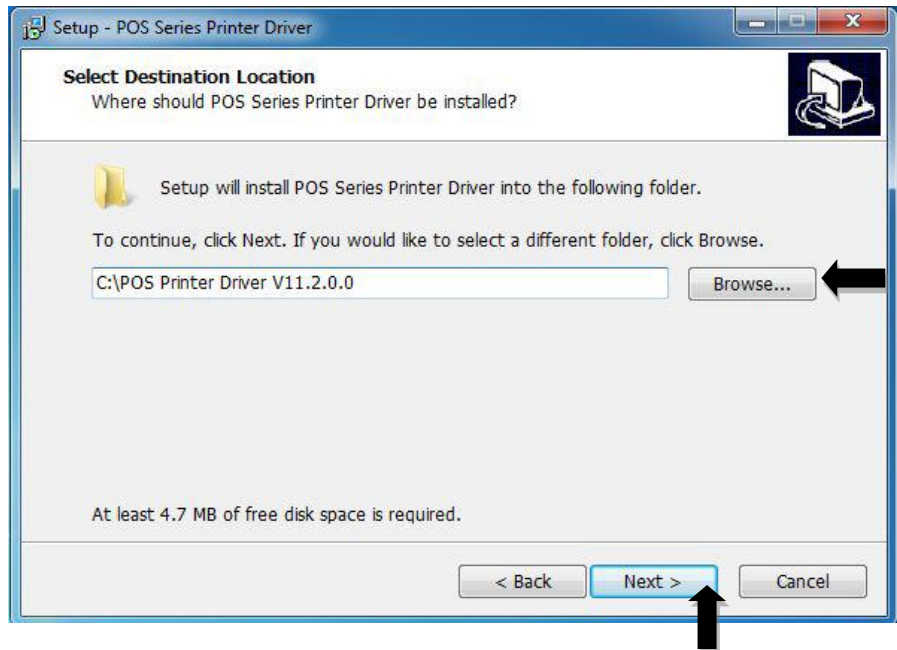 Setup - POS Series Printer Driver
Select Destination Location
Where should POS Series Printer Driver be installed?
Setup will install POS Series Printer Driver into the following folder.
To continue, click Next. If you would like to select a different folder, click Browse.
C:\POS Printer Driver V11.2.0.0
Browse...
At least 4.7 MB of free disk space is required.
< Back
Next >
Cancel